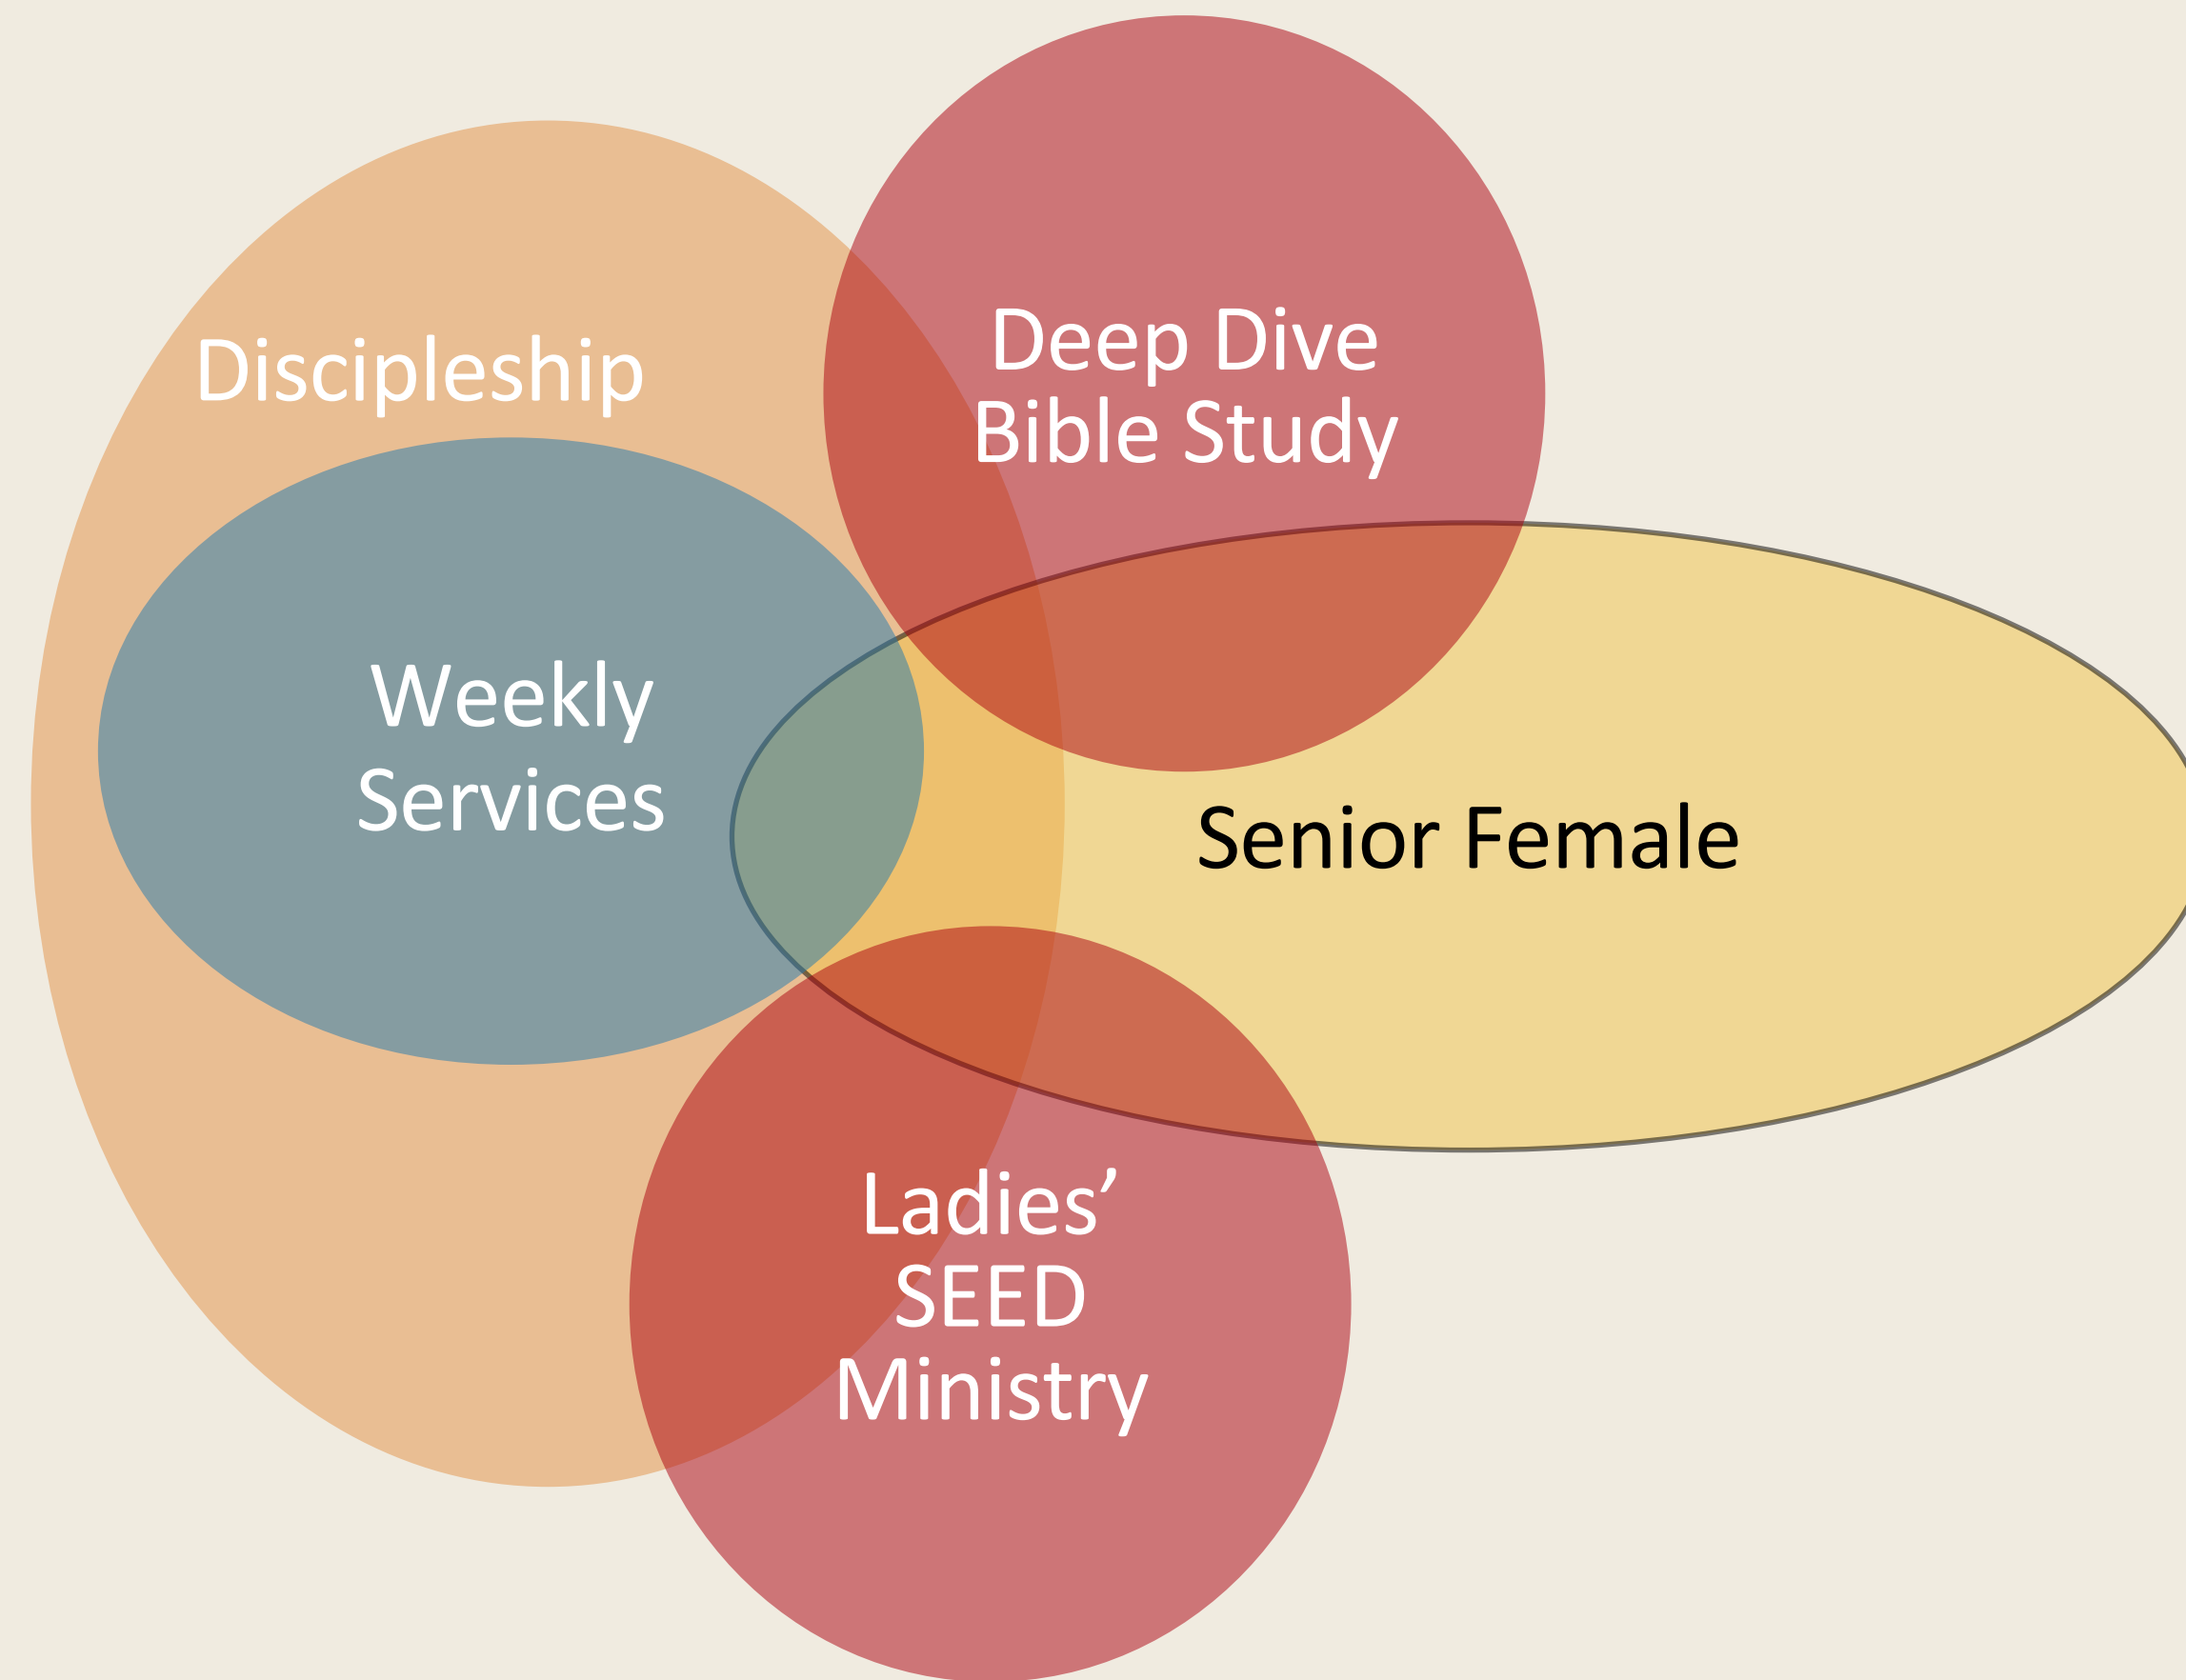 Discipleship
Deep Dive
Bible Study
Weekly
Services
Senior Female
Ladies’
SEED
Ministry